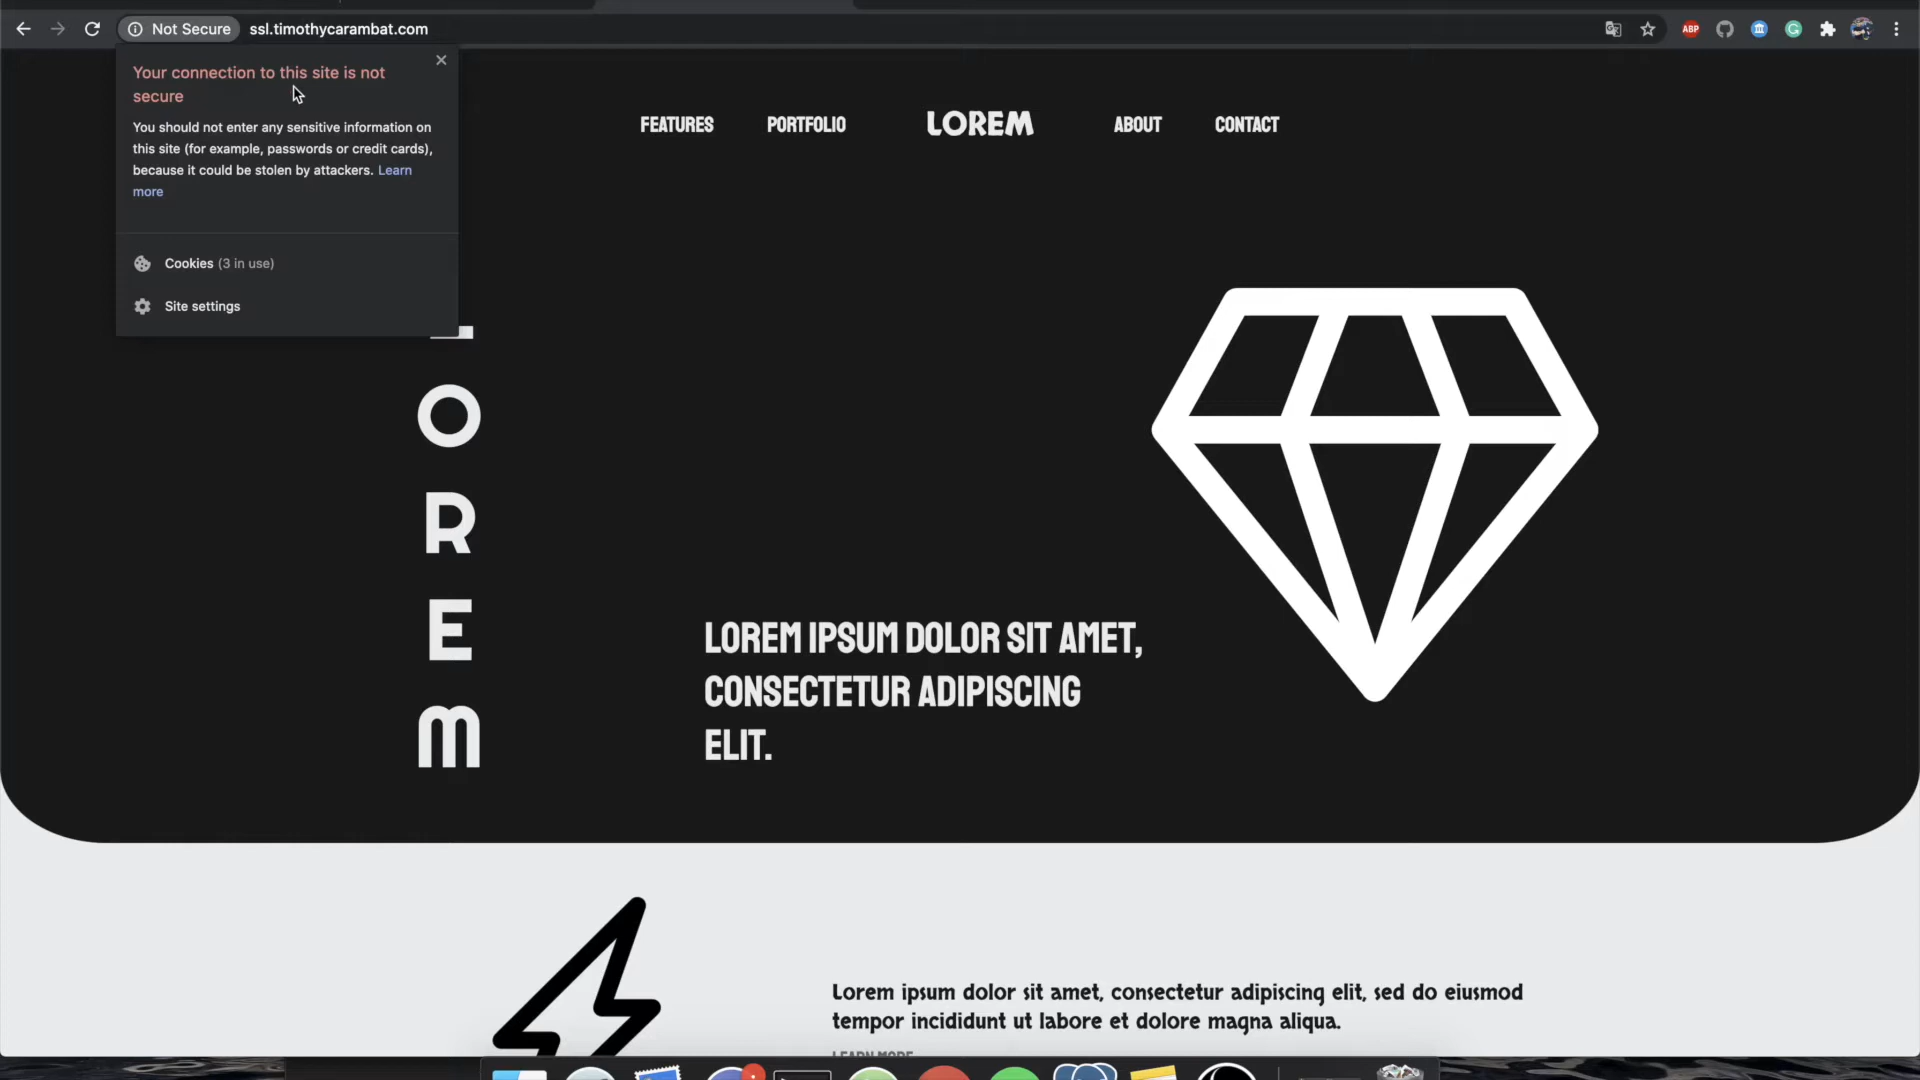 Not Secure
ssl.timothycarambat.com
ABP
G
Your connection to this site is not
secure
You should not enter any sensitive information on
this site (for example, passwords or credit cards),
because it could be stolen by attackers. Learn
more
Cookies (3 in use)
Site settings
FEATURES
PORTFOLIO
LOREM
ABOUT
CONTACT
O
R
E
M
LOREM IPSUM DOLOR SIT AMET,
CONSECTETUR ADIPISCING
ELIT.
Lorem ipsum dolor sit amet, consectetur adipiscing elit, sed do eiusmod
tempor incididunt ut labore et dolore magna aliqua.
LEARN MORE